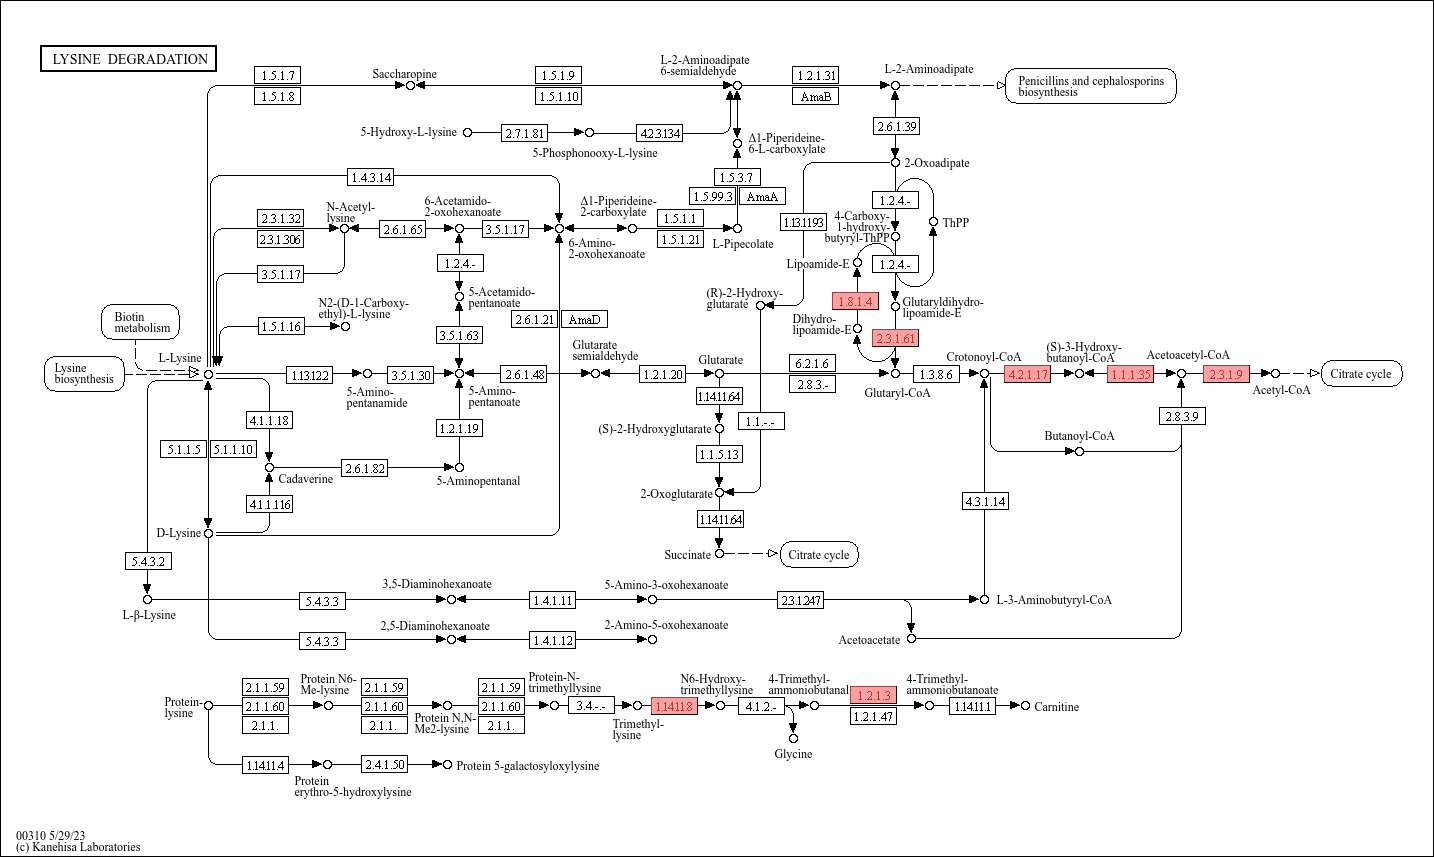 LYSINE DEGRADATION
1.5.1.7
1.5.1.8
Saccharopine
1.5.1.9
1.5.1.10
L-2-Aminoadipate
6-semialdehyde
1.2.1.31
AmaB
L-2-Aminoadipate
Penicillins and cephalosporins
biosynthesis
5-Hydroxy-L-lysine
2.7.1.81
5-Phosphonooxy-L-lysine
4.2.3.134
Δ1-Piperideine-
6-L-carboxylate
2.6.1.39
2-Oxoadipate
1.4.3.14
1.5.3.7
1.5.99.3
AmaA
1.2.4.-
ThPP
N-Acetyl-
lysine
2.3.1.32
2.3.1.306
2.6.1.65
6-Acetamido-
2-oxohexanoate
3.5.1.17
Δ1-Piperideine-
2-carboxylate
6-Amino-
2-oxohexanoate
1.5.1.1
1.5.1.21
L-Pipecolate
1.13.11.93
4-Carboxy-
1-hydroxy-
butyryl-ThPP
3.5.1.17
1.2.4.-
Lipoamide-E
1.2.4.-
N2-(D-1-Carboxy-
ethyl)-L-lysine
1.5.1.16
5-Acetamido-
pentanoate
2.6.1.21
AmaD
(R)-2-Hydroxy-
glutarate
1.8.1.4
Glutaryldihydro-
lipoamide-E
Dihydro-
lipoamide-E
2.3.1.61
Biotin
metabolism
Lysine
biosynthesis
L-Lysine
3.5.1.63
1.13.12.2
5-Amino-
pentanamide
3.5.1.30
5-Amino-
pentanoate
2.6.1.48
Glutarate
semialdehyde
1.2.1.20
Glutarate
6.2.1.6
2.8.3.-
Glutaryl-CoA
1.3.8.6
Crotonoyl-CoA
4.2.1.17
(S)-3-Hydroxy-
butanoyl-CoA
1.1.1.35
Acetoacetyl-CoA
2.3.1.9
Acetyl-CoA
Citrate cycle
4.1.1.18
5.1.1.5
5.1.1.10
1.2.1.19
1.14.11.64
(S)-2-Hydroxyglutarate
1.1.-.-
2.8.3.9
Butanoyl-CoA
Cadaverine
2.6.1.82
5-Aminopentanal
1.1.5.13
2-Oxoglutarate
4.1.1.116
4.3.1.14
D-Lysine
1.14.11.64
Succinate
Citrate cycle
5.4.3.2
L-β-Lysine
5.4.3.3
3,5-Diaminohexanoate
1.4.1.11
5-Amino-3-oxohexanoate
2.3.1.247
L-3-Aminobutyryl-CoA
5.4.3.3
2,5-Diaminohexanoate
1.4.1.12
2-Amino-5-oxohexanoate
Acetoacetate
Protein-
lysine
2.1.1.59
2.1.1.60
2.1.1.
Protein N6-
Me-lysine
2.1.1.59
2.1.1.60
2.1.1.
Protein N,N-
Me2-lysine
2.1.1.59
2.1.1.60
2.1.1.
Protein-N-
trimethyllysine
3.4.-.-
Trimethyl-
lysine
1.14.11.8
N6-Hydroxy-
trimethyllysine
4.1.2.-
4-Trimethyl-
ammoniobutanal
Glycine
1.2.1.3
1.2.1.47
4-Trimethyl-
ammoniobutanoate
1.14.11.1
Carnitine
1.14.11.4
Protein
erythro-5-hydroxylysine
2.4.1.50
Protein 5-galactosyloxylysine
00310 5/29/23
(c) Kanehisa Laboratories